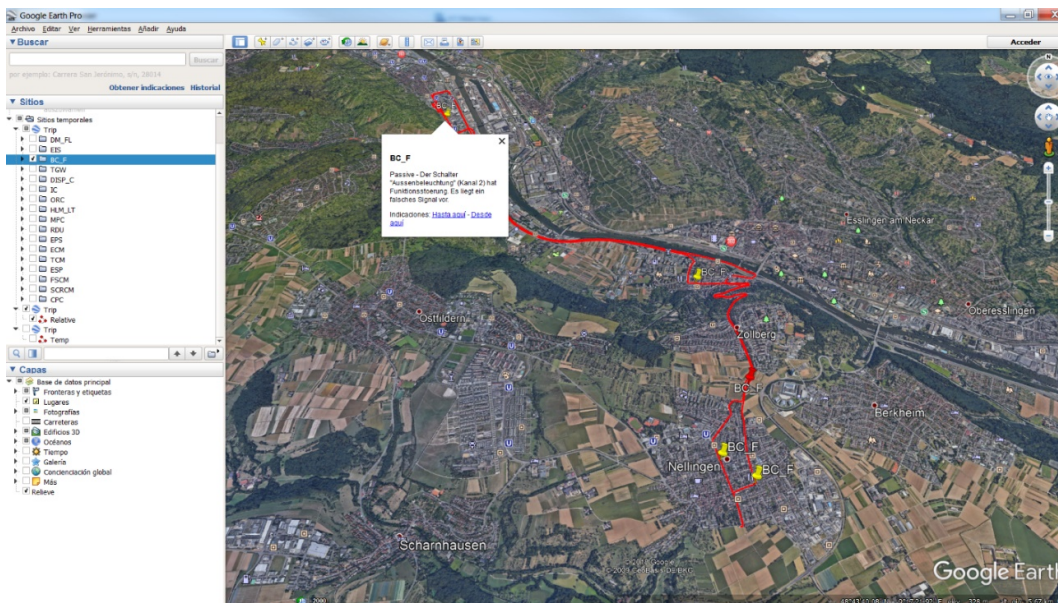 Google Earth Pro
Archivo Editar Ver Herramientas Añadir Ayuda
Acceder
Buscar
Buscar
por ejemplo: Carrera San Jerónimo, s/n, 28014
Obtener indicaciones Historial
Sitios
Sitios temporales
Trip
DM_FL
EIS
BC_F
TGW
DISP_C
IC
ORC
HLM_LT
MPC
RDU
EPS
ECM
TCM
ESP
FSCM
SCRCM
CPC
Trip
Relative
Trip
Temp
Capas
Base de datos principal
Fronteras y etiquetas
Lugares
Fotografías
Carreteras
Edificios 3D
Océanos
Tiempo
Galería
Concienciación global
Más
Relieve
BC_F
BC_F
Passive - Der Schalter
"Aussenbeleuchtung" (Kanal 2) hat
Funktionsstoerung. Es liegt ein
falsches Signal vor.
Indicaciones: Hasta aquí - Desde
aquí
Esslingen am Neckar
BC_F
Oberesslingen
Ostfildern
Zollberg
BC_F
Berkheim
BC_F
Nellingen
BC_F
Scharnhausen
Google Earth